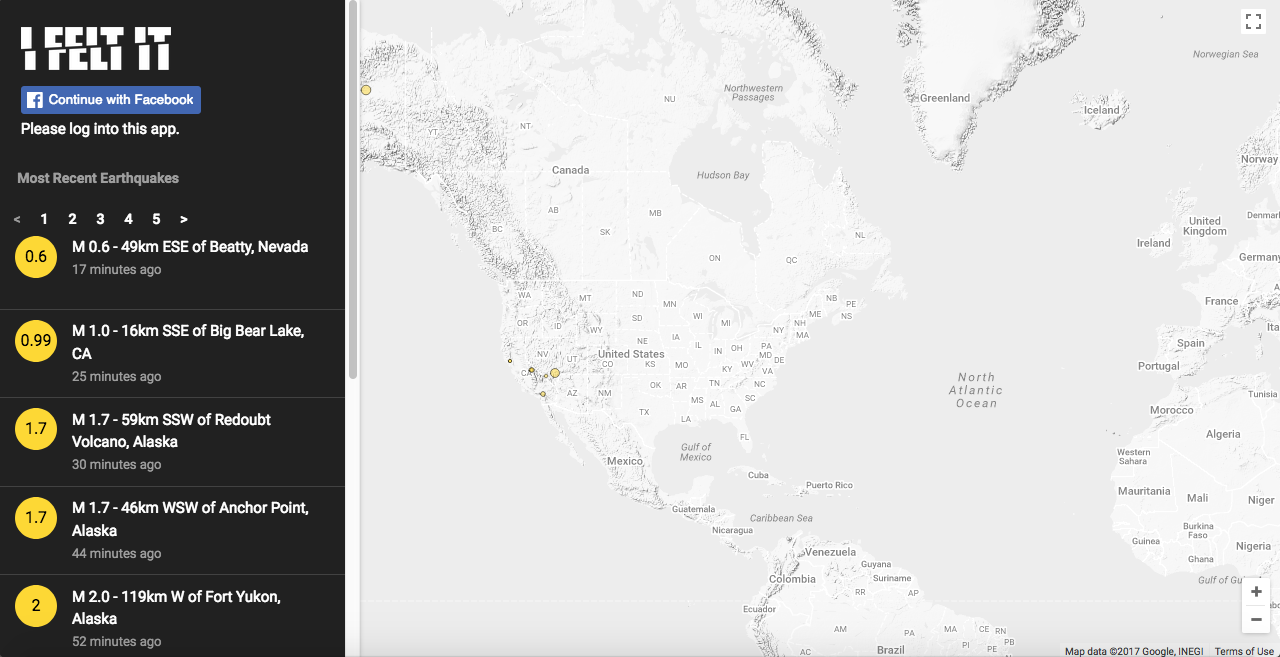 I FELT IT
Continue with Facebook
Please log into this app.
Most Recent Earthquakes
< 1 2 3 4 5 >
0.6
M 0.6 - 49km ESE of Beatty, Nevada
17 minutes ago
0.99
M 1.0 - 16km SSE of Big Bear Lake,
CA
25 minutes ago
1.7
M 1.7 - 59km SSW of Redoubt
Volcano, Alaska
30 minutes ago
1.7
M 1.7 - 46km WSW of Anchor Point,
Alaska
44 minutes ago
2
M 2.0 - 119km W of Fort Yukon,
Alaska
52 minutes ago
Norwegian Sea
Greenland
Iceland
Northwestern
Passages
NU
YT
NT
Norway
Canada
Hudson Bay
AB
MB
SK
BC
NL
ON
QC
United
Kingdom
Denmark
Ireland
Germany
WA
MT
ND
MN
NB
PE
NS
ME
France
OR
ID
WY
SD
WI
MI
NY
NH
MA
Ita
NV
UT
CO
United States
NE
IA
IL
IN
OH
PA
MD
DE
Spain
Portugal
CA
KS
MO
KY
WV
VA
AZ
NM
OK
AR
TN
NC
North
Atlantic
Ocean
Tunisia
TX
MS
AL
GA
SC
LA
Morocco
FL
Algeria
Gulf of
Mexico
Mexico
Western
Sahara
Cuba
Puerto Rico
Mauritania
Mali
Niger
Guatemala
Caribbean Sea
Nicaragua
Burkina
Faso
Guinea
Nigeria
Ghana
Venezuela
Guyana
Suriname
Colombia
Gulf of Gu
RR
AP
Ecuador
AM
PA
MA
CE
RN
PB
PI
PE
AC
TO
Brazil
+
−
Map data ©2017 Google, INEGI
Terms of Use